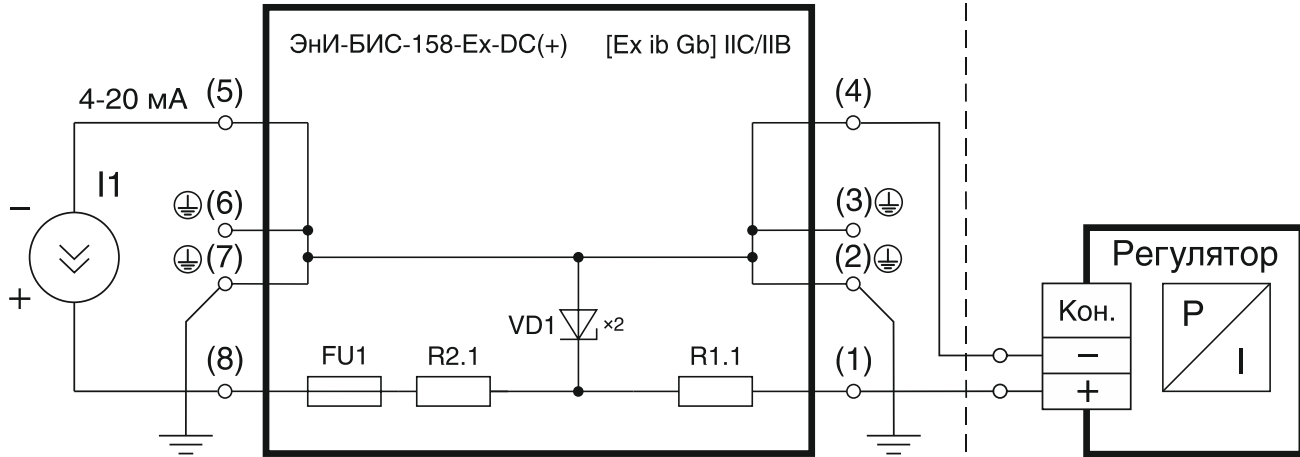 ЭнИ-БИС-158-Ex-DC(+) [Ex ib Gb] IIC/IIB
4-20 мА (5)
(4)
I1
−
+
(6)
(3)
(7)
(2)
Регулятор
Кон.
P
I
VD1 ×2
(8)
FU1
R2.1
R1.1
(1)
−
+